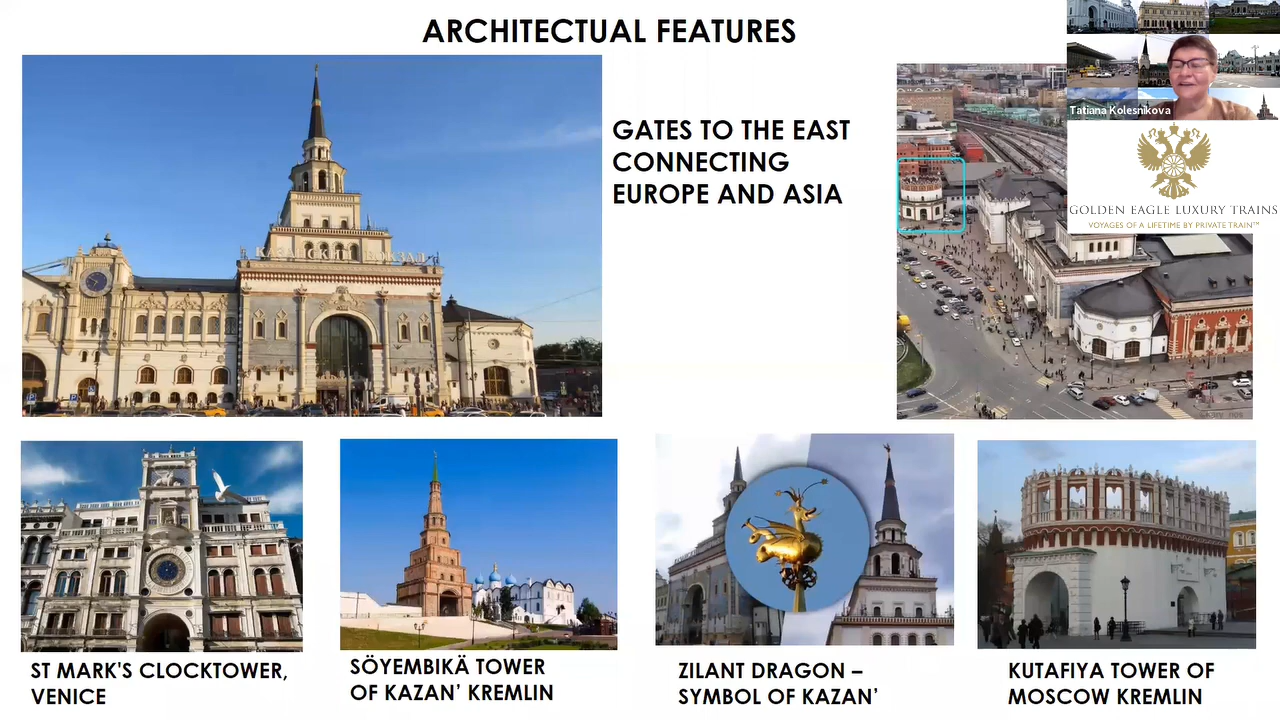 ARCHITECTUAL FEATURES
GATES TO THE EAST
CONNECTING
EUROPE AND ASIA
Tatiana Kolesnikova
GOLDEN EAGLE LUXURY TRAINS
VOYAGES OF A LIFETIME BY PRIVATE TRAIN™
ST MARK'S CLOCKTOWER,
VENICE
SÖYEMBIKÄ TOWER
OF KAZAN’ KREMLIN
ZILANT DRAGON –
SYMBOL OF KAZAN’
KUTAFIYA TOWER OF
MOSCOW KREMLIN